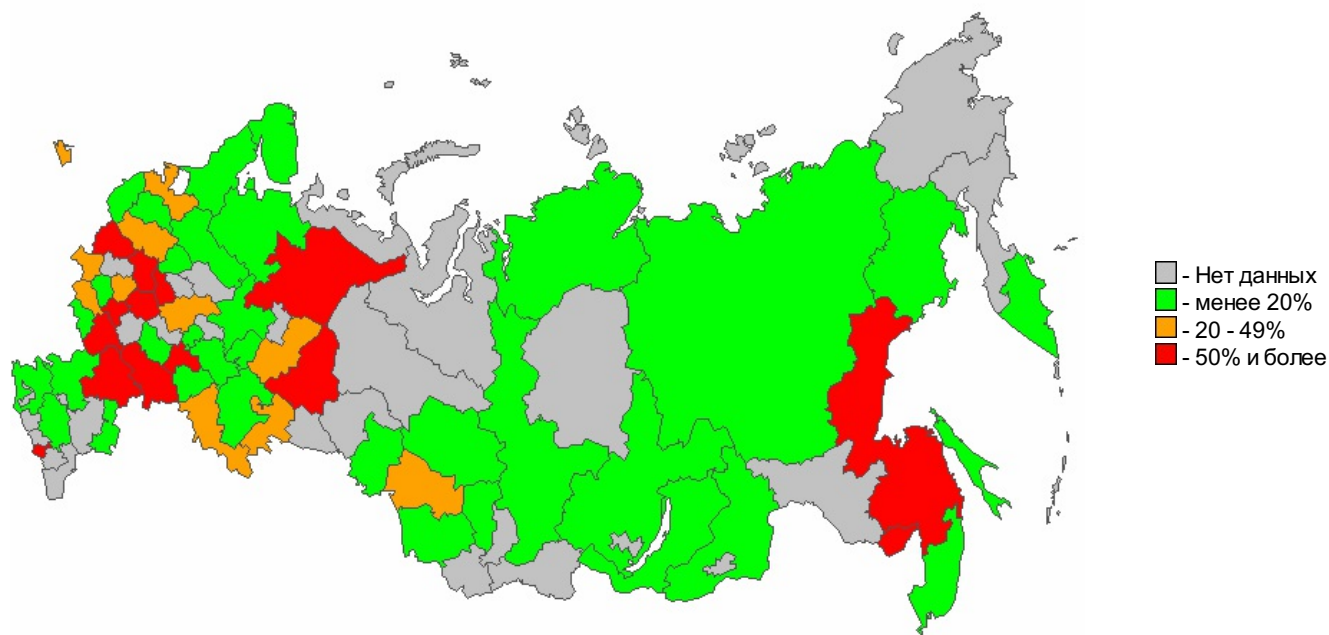 - Нет данных
- менее 20%
- 20 - 49%
- 50% и более